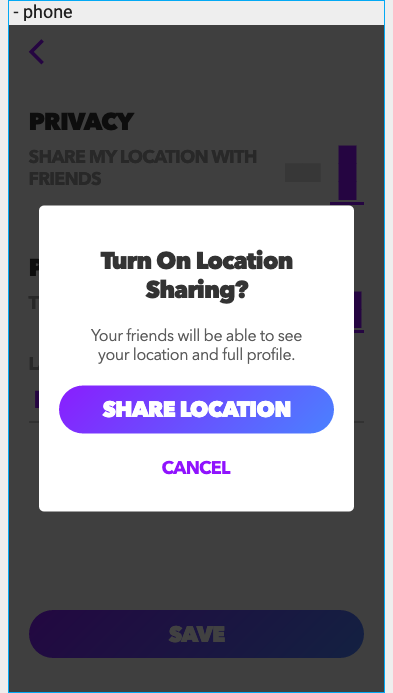 - phone
PRIVACY
SHARE MY LOCATION WITH
FRIENDS
Turn On Location
Sharing?
Your friends will be able to see
your location and full profile.
SHARE LOCATION
CANCEL
SAVE